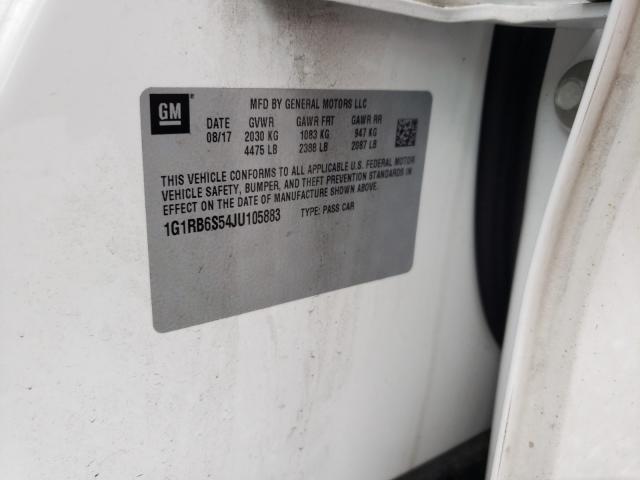 GM
MFD BY GENERAL MOTORS LLC
DATE GVWR GAWR FRT GAWR RR
08/17 2030 KG 1083 KG 947 KG
4475 LB 2388 LB 2087 LB
THIS VEHICLE CONFORMS TO ALL APPLICABLE U.S. FEDERAL MOTOR
VEHICLE SAFETY, BUMPER, AND THEFT PREVENTION STANDARDS IN
EFFECT ON THE DATE OF MANUFACTURE SHOWN ABOVE.
1G1RB6S54JU105883 TYPE: PASS CAR